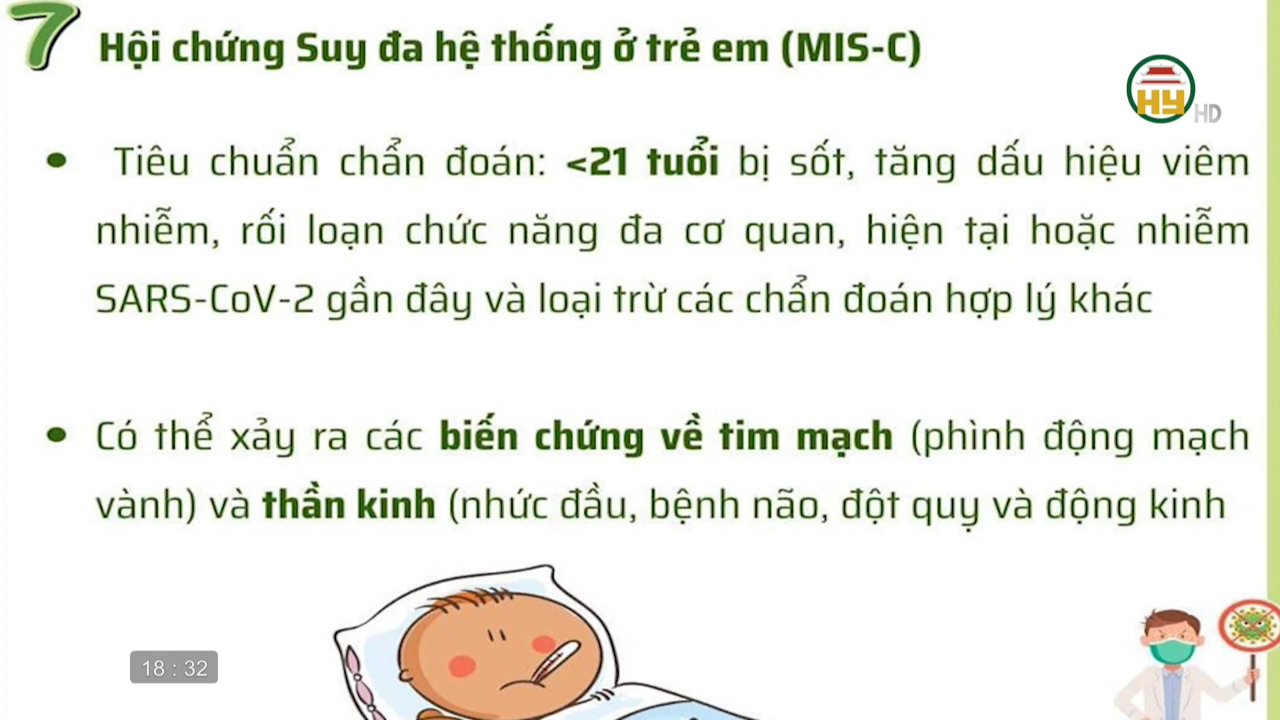 7
Hội chứng Suy đa hệ thống ở trẻ em (MIS-C)
HY HD
• Tiêu chuẩn chẩn đoán: <21 tuổi bị sốt, tăng dấu hiệu viêm
nhiễm, rối loạn chức năng đa cơ quan, hiện tại hoặc nhiễm
SARS-CoV-2 gần đây và loại trừ các chẩn đoán hợp lý khác
• Có thể xảy ra các biến chứng về tim mạch (phình động mạch
vành) và thần kinh (nhức đầu, bệnh não, đột quỵ và động kinh
18 : 32